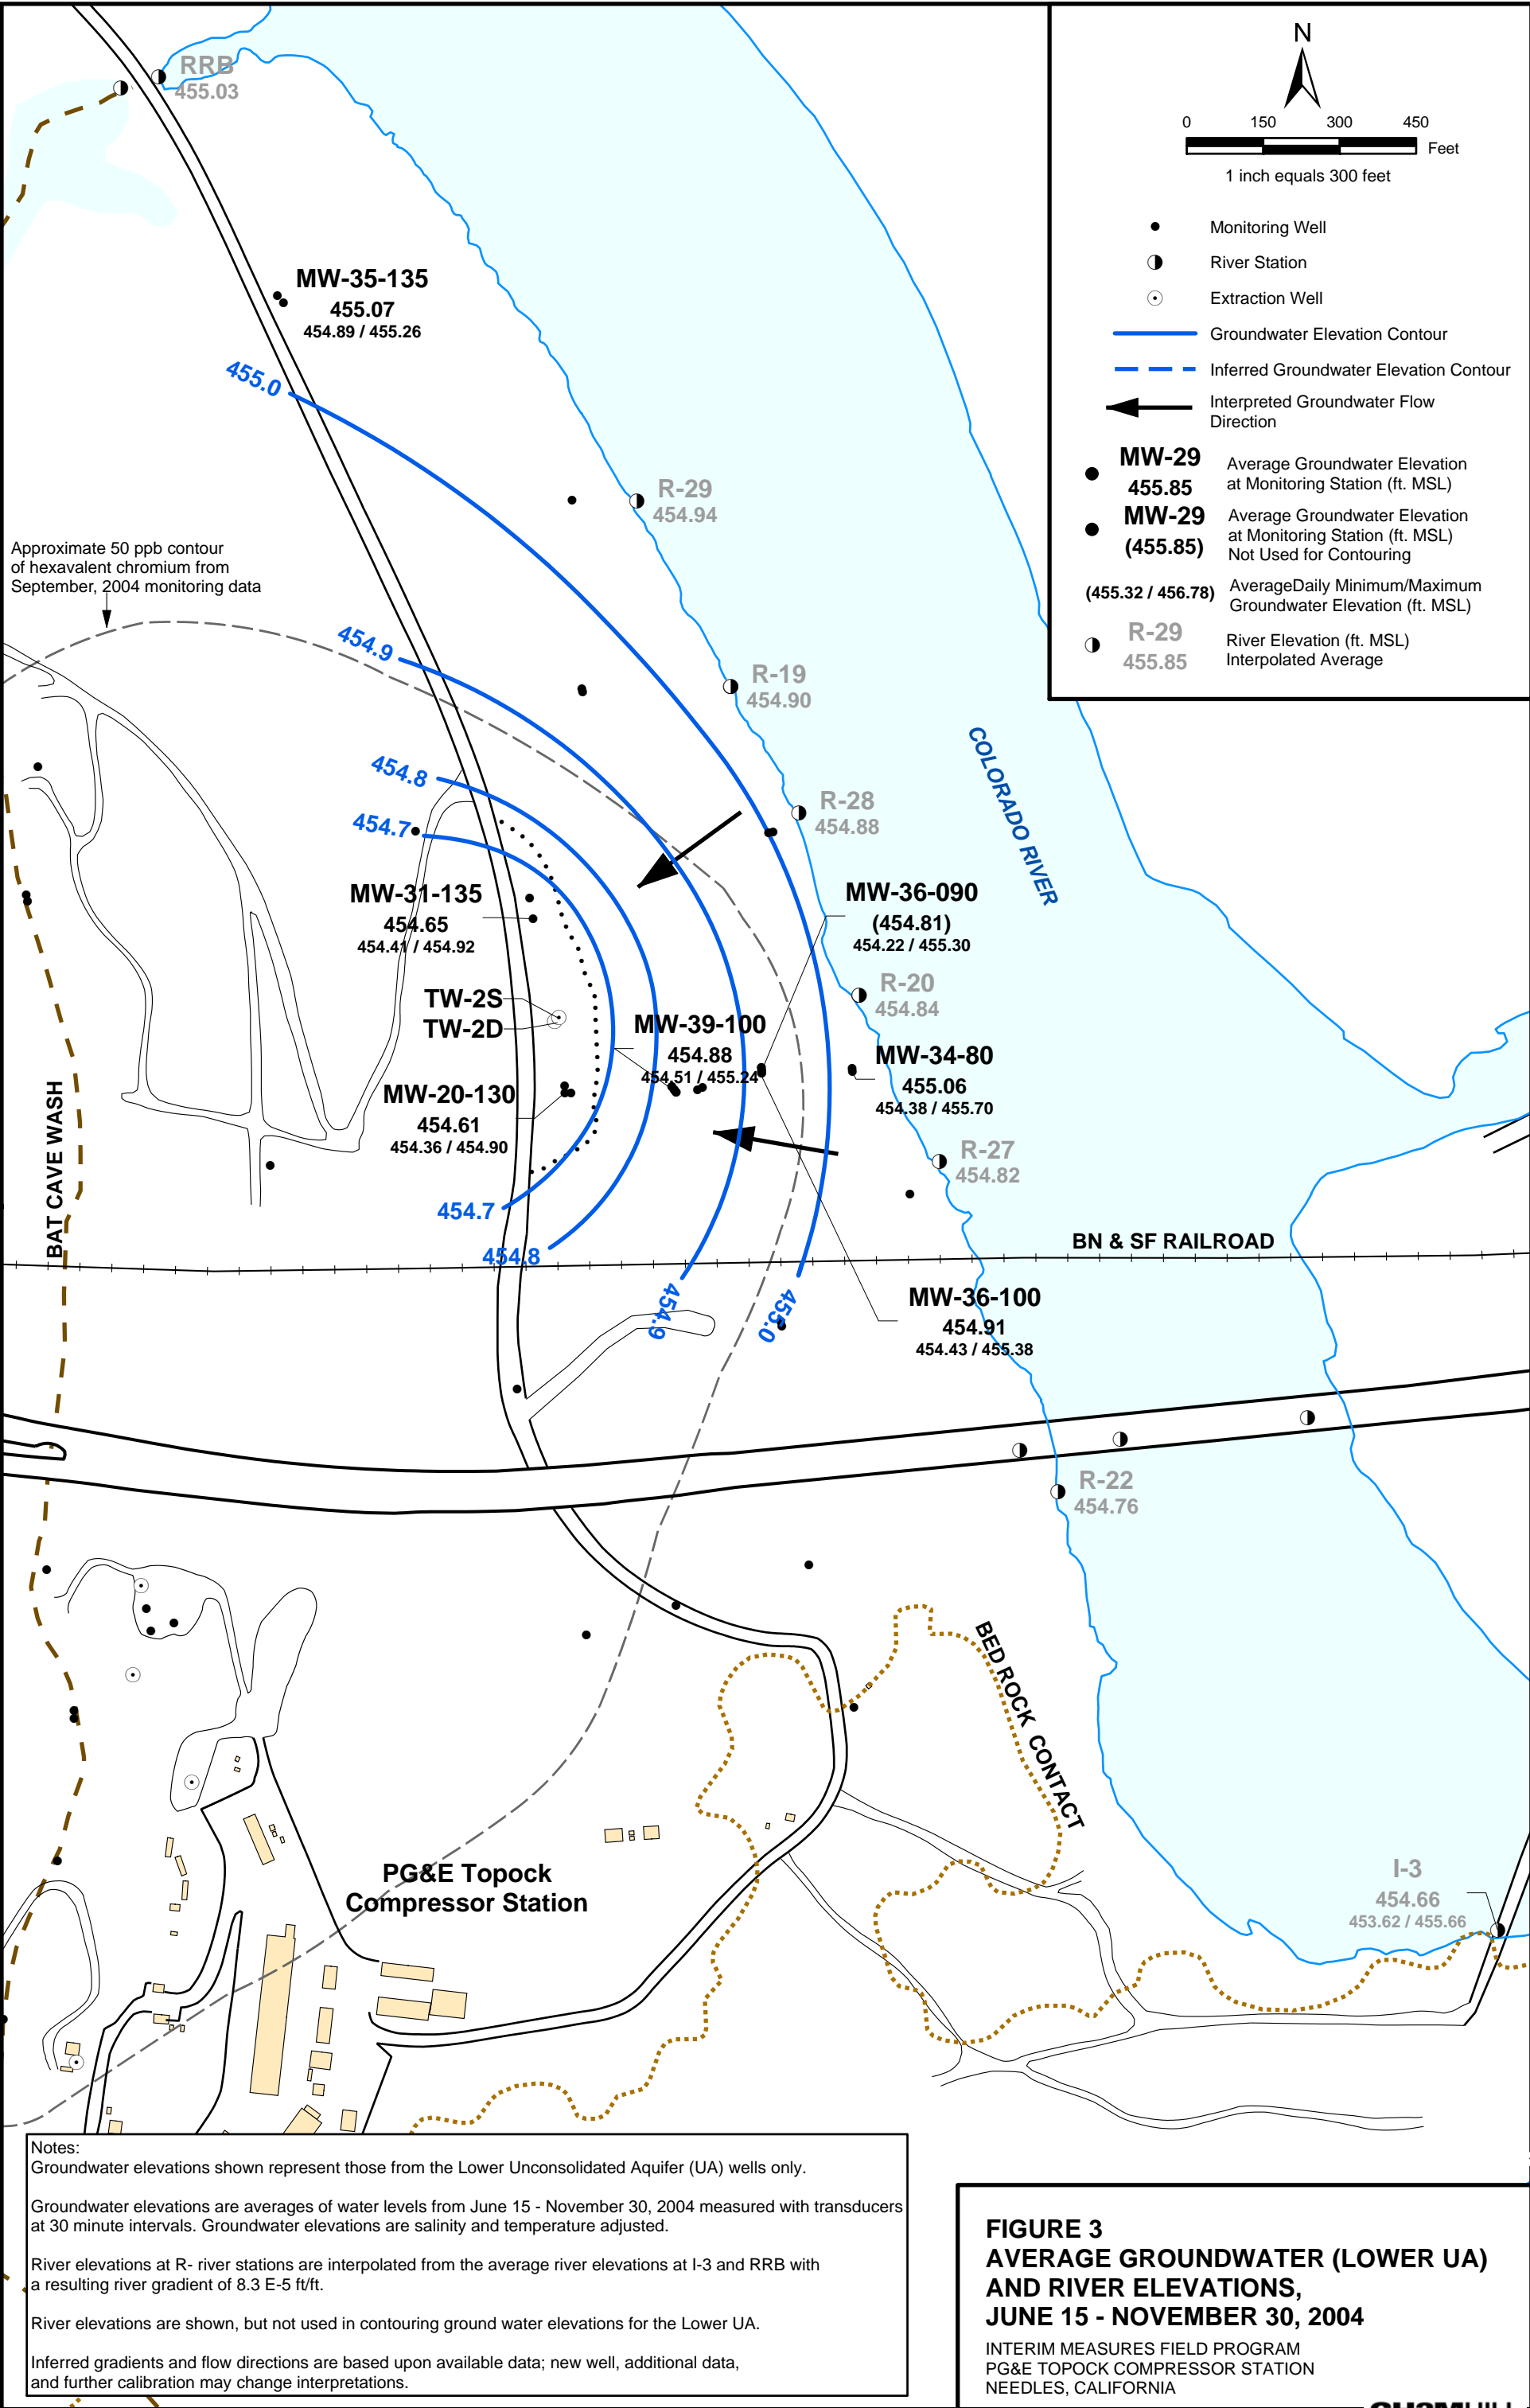 RRB
455.03
N
0 150 300 450
Feet
1 inch equals 300 feet
Monitoring Well
River Station
Extraction Well
Groundwater Elevation Contour
Inferred Groundwater Elevation Contour
Interpreted Groundwater Flow
Direction
MW-29
455.85
Average Groundwater Elevation
at Monitoring Station (ft. MSL)
MW-29
(455.85)
Average Groundwater Elevation
at Monitoring Station (ft. MSL)
Not Used for Contouring
(455.32 / 456.78)
AverageDaily Minimum/Maximum
Groundwater Elevation (ft. MSL)
R-29
455.85
River Elevation (ft. MSL)
Interpolated Average
MW-35-135
455.07
454.89 / 455.26
455.0
R-29
454.94
Approximate 50 ppb contour
of hexavalent chromium from
September, 2004 monitoring data
454.9
R-19
454.90
454.8
COLORADO RIVER
R-28
454.88
454.7
MW-31-135
454.65
454.41 / 454.92
MW-36-090
(454.81)
454.22 / 455.30
R-20
454.84
TW-2S
TW-2D
MW-39-100
454.88
454.51 / 455.24
MW-34-80
455.06
454.38 / 455.70
MW-20-130
454.61
454.36 / 454.90
BAT CAVE WASH
R-27
454.82
454.7
454.8
BN & SF RAILROAD
454.9
455.0
MW-36-100
454.91
454.43 / 455.38
R-22
454.76
BEDROCK CONTACT
PG&E Topock
Compressor Station
I-3
454.66
453.62 / 455.66
Notes:
Groundwater elevations shown represent those from the Lower Unconsolidated Aquifer (UA) wells only.
Groundwater elevations are averages of water levels from June 15 - November 30, 2004 measured with transducers
at 30 minute intervals. Groundwater elevations are salinity and temperature adjusted.
River elevations at R- river stations are interpolated from the average river elevations at I-3 and RRB with
a resulting river gradient of 8.3 E-5 ft/ft.
River elevations are shown, but not used in contouring ground water elevations for the Lower UA.
Inferred gradients and flow directions are based upon available data; new well, additional data,
and further calibration may change interpretations.
FIGURE 3
AVERAGE GROUNDWATER (LOWER UA)
AND RIVER ELEVATIONS,
JUNE 15 - NOVEMBER 30, 2004
INTERIM MEASURES FIELD PROGRAM
PG&E TOPOCK COMPRESSOR STATION
NEEDLES, CALIFORNIA